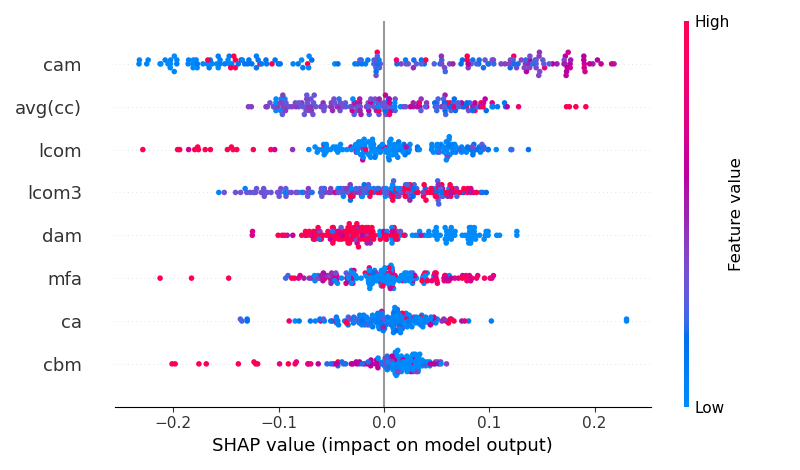 High
cam
avg(cc)
lcom
lcom3
dam
mfa
ca
cbm
Feature value
Low
−0.2
−0.1
0.0
0.1
0.2
SHAP value (impact on model output)